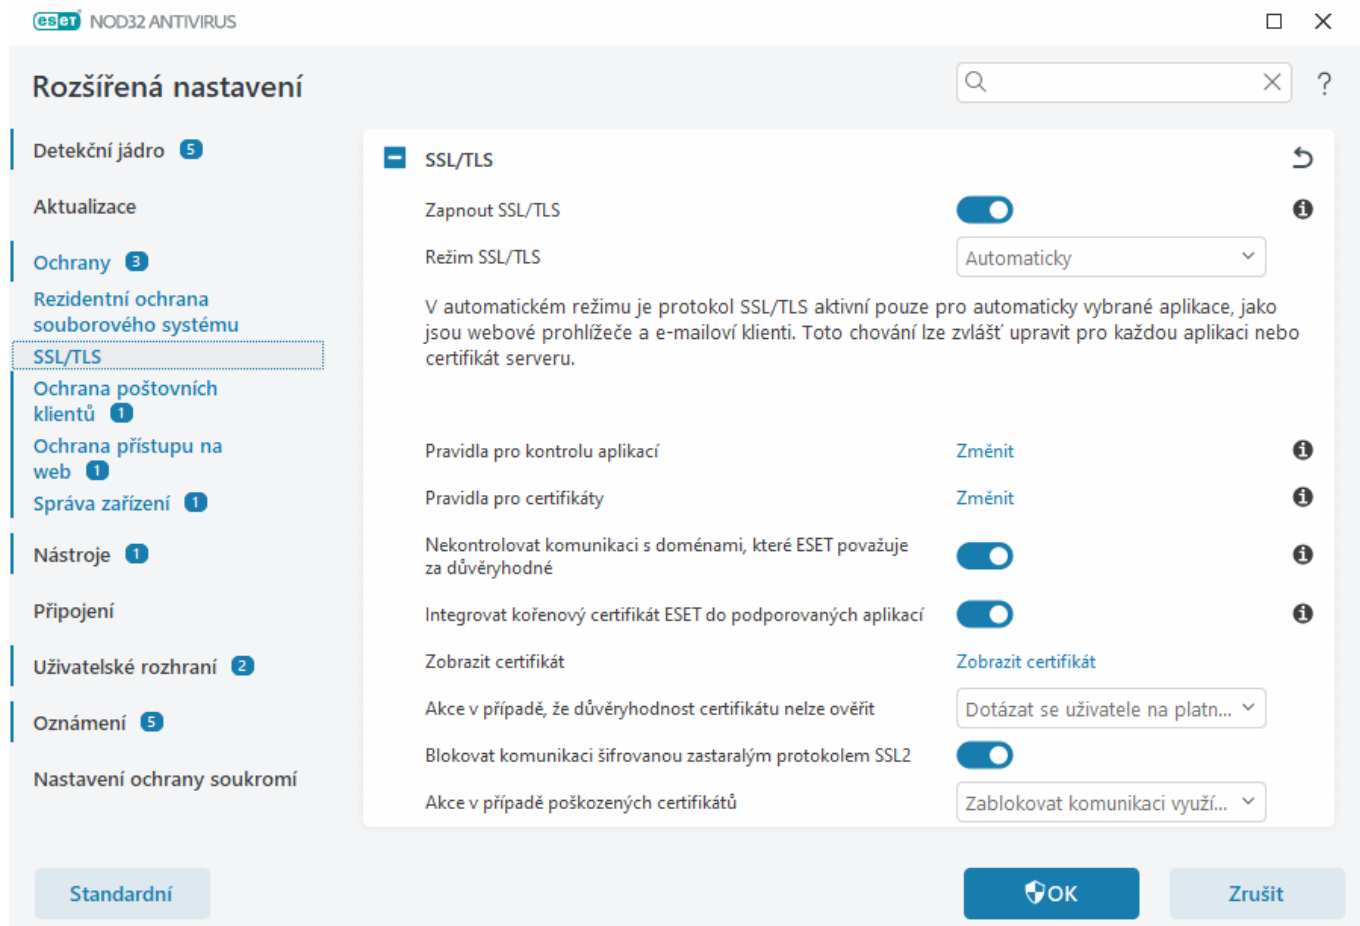 eset NOD32 ANTIVIRUS
Rozšířená nastavení
?
Detekční jádro 5
Aktualizace
Ochrany 3
Rezidentní ochrana
souborového systému
SSL/TLS
Ochrana poštovních
klientů 1
Ochrana přístupu na
web 1
Správa zařízení 1
Nástroje 1
Připojení
Uživatelské rozhraní 2
Oznámení 5
Nastavení ochrany soukromí
SSL/TLS
Zapnout SSL/TLS
Režim SSL/TLS Automaticky
V automatickém režimu je protokol SSL/TLS aktivní pouze pro automaticky vybrané aplikace, jako
jsou webové prohlížeče a e-mailoví klienti. Toto chování lze zvlášť upravit pro každou aplikaci nebo
certifikát serveru.
Pravidla pro kontrolu aplikací Změnit
Pravidla pro certifikáty Změnit
Nekontrolovat komunikaci s doménami, které ESET považuje
za důvěryhodné
Integrovat kořenový certifikát ESET do podporovaných aplikací
Zobrazit certifikát Zobrazit certifikát
Akce v případě, že důvěryhodnost certifikátu nelze ověřit Dotázat se uživatele na platn...
Blokovat komunikaci šifrovanou zastaralým protokolem SSL2
Akce v případě poškozených certifikátů Zablokovat komunikaci využí...
Standardní OK Zrušit